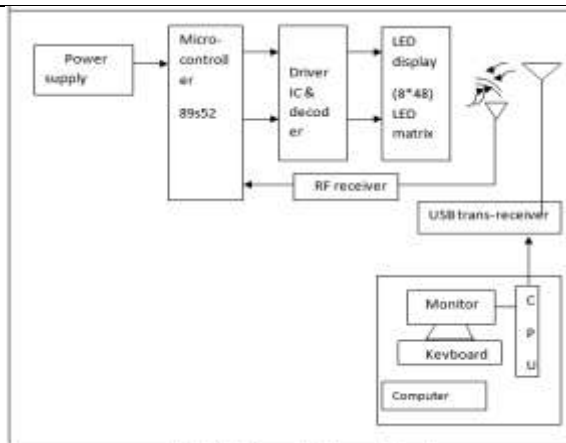 Power
supply
Micro-
controll
er
89s52
Driver
IC &
decod
er
LED
display
(8*48)
LED
matrix
RF receiver
USB trans-receiver
Monitor
Keyboard
C
P
U
Computer